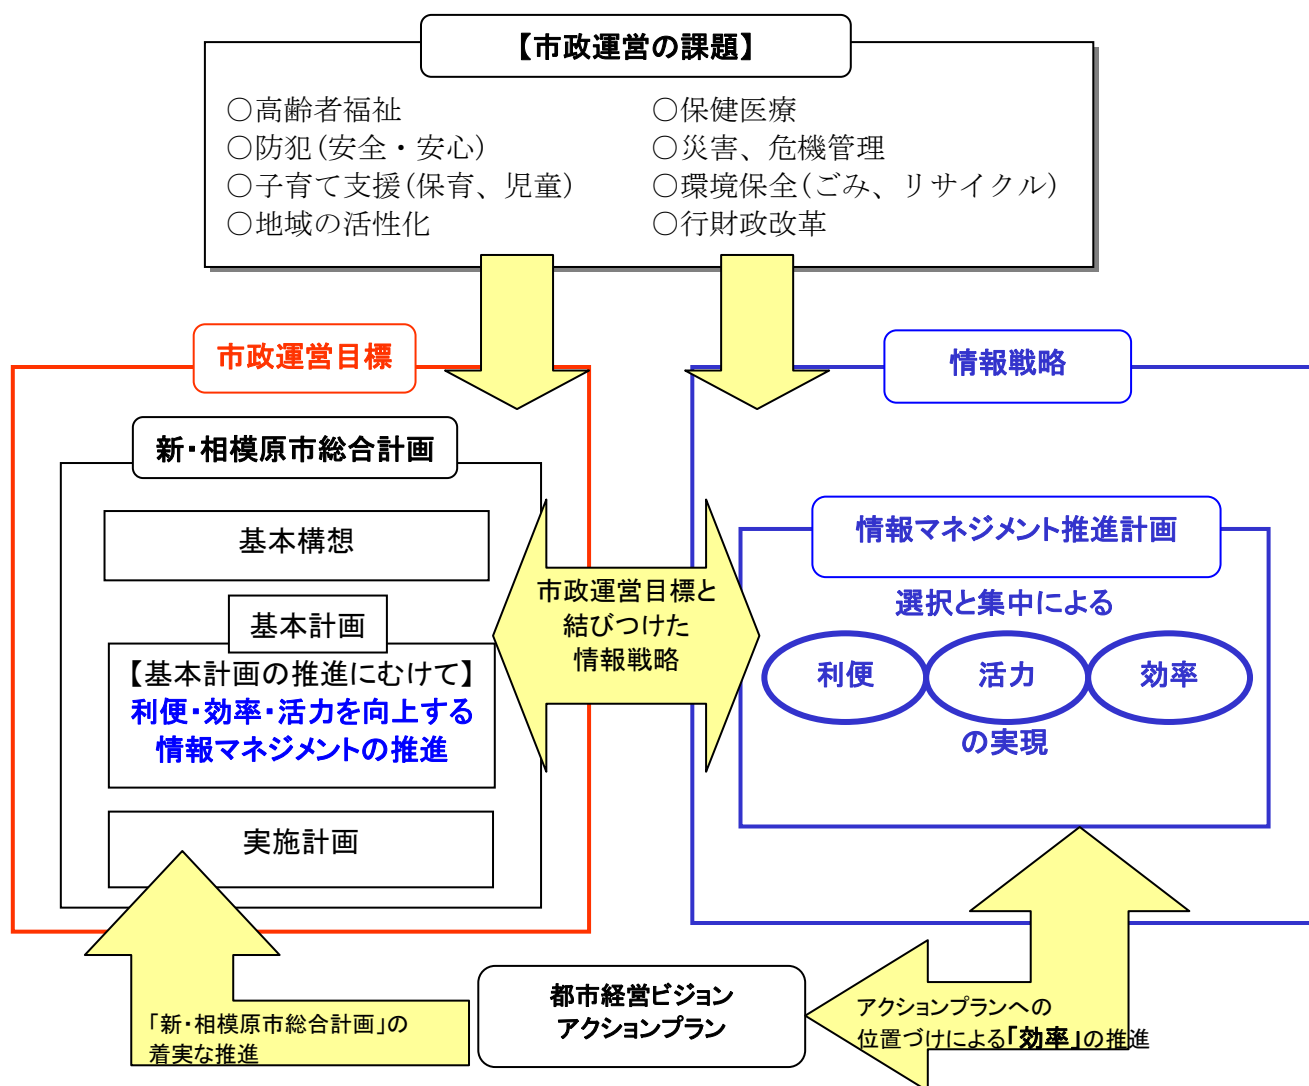 【市政運営の課題】
○高齢者福祉
○防犯(安全・安心)
○子育て支援(保育、児童)
○地域の活性化
○保健医療
○災害、危機管理
○環境保全(ごみ、リサイクル)
○行財政改革
市政運営目標
新・相模原市総合計画
基本構想
基本計画
【基本計画の推進にむけて】
利便・効率・活力を向上する
情報マネジメントの推進
実施計画
市政運営目標と
結びつけた
情報戦略
情報戦略
情報マネジメント推進計画
選択と集中による
利便
活力
効率
の実現
「新・相模原市総合計画」の
着実な推進
都市経営ビジョン
アクションプラン
アクションプランへの
位置づけによる「効率」の推進